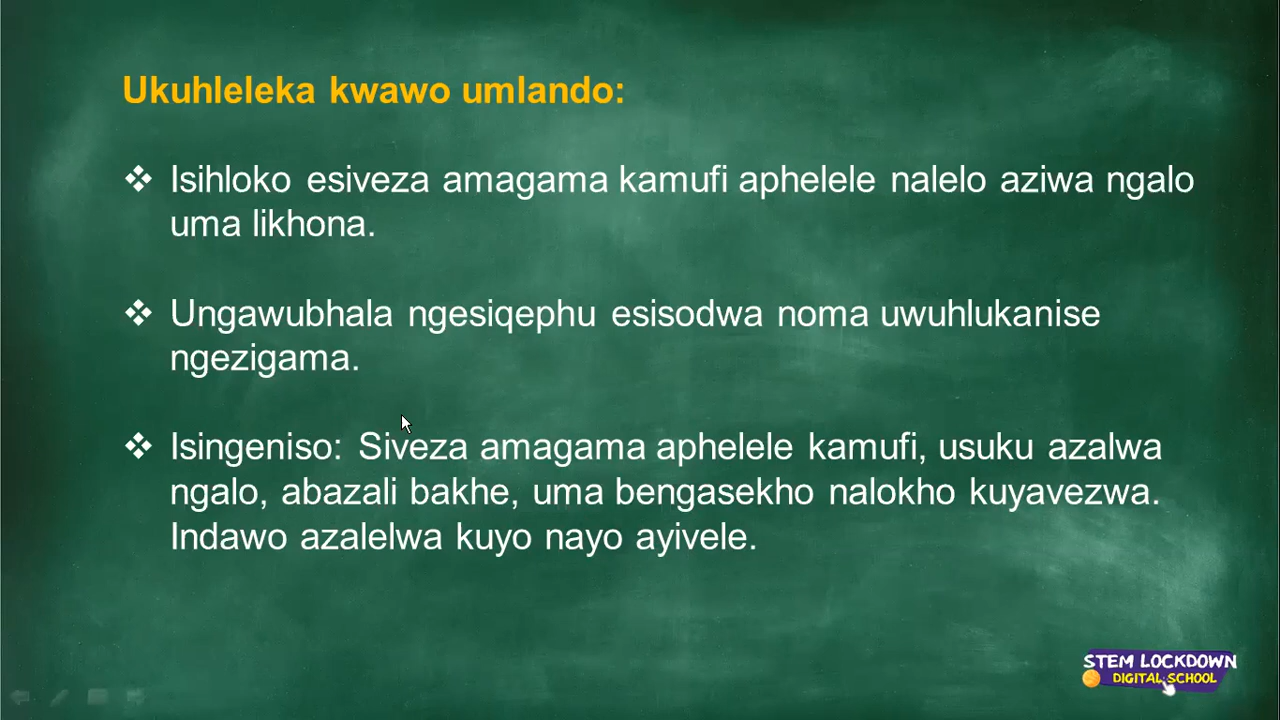 Ukuhleleka kwawo umlando:
❖ Isihloko esiveza amagama kamufi aphelele nalelo aziwa ngalo
uma likhona.
❖ Ungawubhala ngesiqephu esisodwa noma uwuhlukanise
ngezigama.
❖ Isingeniso: Siveza amagama aphelele kamufi, usuku azalwa
ngalo, abazali bakhe, uma bengasekho nalokho kuyavezwa.
Indawo azalelwa kuyo nayo ayivele.
STEM LOCKDOWN
DIGITAL SCHOOL